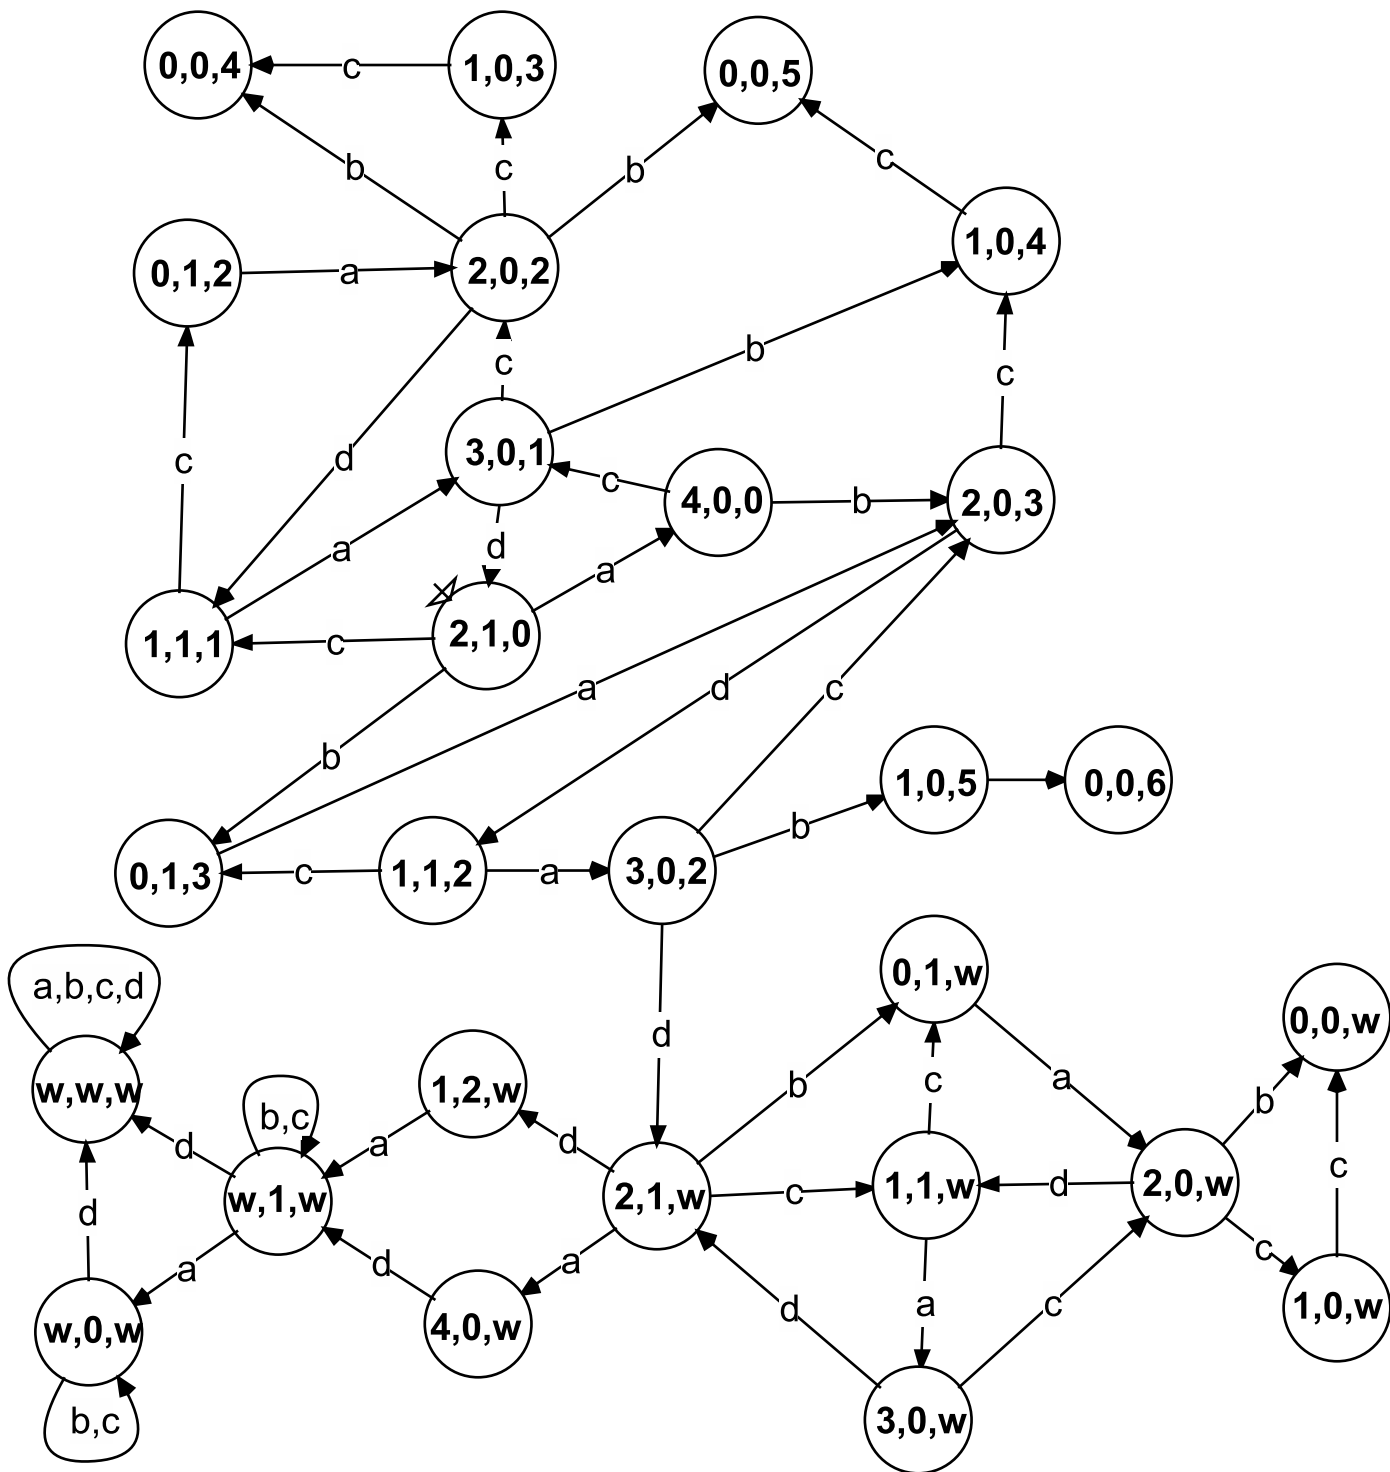 0,0,4
c
1,0,3
0,0,5
b
c
b
c
0,1,2
a
2,0,2
1,0,4
c
b
c
c
d
3,0,1
c
4,0,0
b
2,0,3
a
d
a
1,1,1
c
2,1,0
a
d
c
b
1,0,5
0,0,6
b
0,1,3
c
1,1,2
a
3,0,2
a,b,c,d
0,1,w
0,0,w
d
w,w,w
1,2,w
b
c
a
b
b,c
d
a
d
c
w,1,w
2,1,w
c
1,1,w
d
2,0,w
d
a
d
a
c
w,0,w
4,0,w
d
a
c
1,0,w
b,c
3,0,w